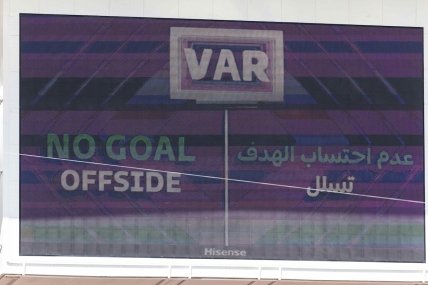 VAR
NO GOAL
OFFSIDE
عدم احتساب الهدف
تسلل
Hisense